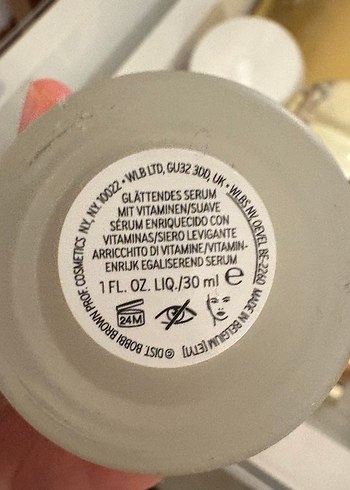 © DIST. BOBBI BROWN PROF. COSMETICS NY, NY 10022 • WLB LTD, GU32 3DD, UK • WLBS NV, OEVEL BE-2260 MADE IN BELGIUM [ETY1]
GLÄTTENDES SERUM
MIT VITAMINEN/SUAVE
SÉRUM ENRIQUECIDO CON
VITAMINAS/SIERO LEVIGANTE
ARRICCHITO DI VITAMINE/VITAMIN-
ENRIJK EGALISEREND SERUM
1 FL. OZ. LIQ./30 ml e
24M